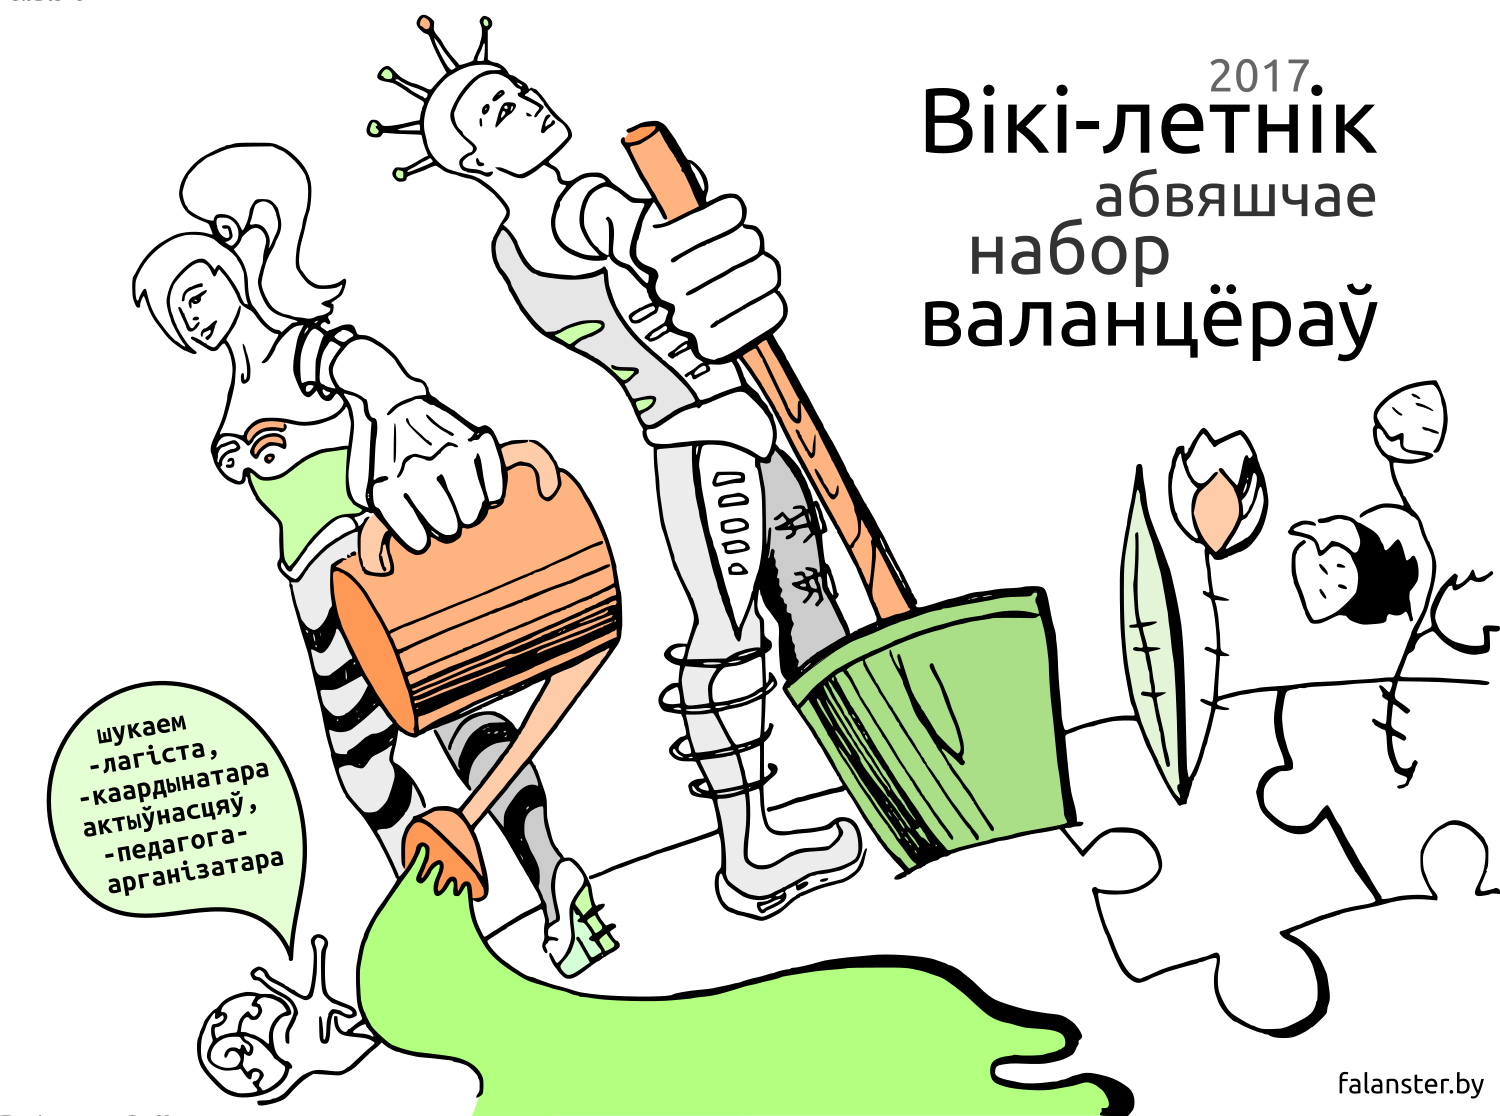 2017
Вікі-летнік
абвяшчае
набор
валанцёраў
шукаем
-лагіста,
-каардынатара
актыўнасцяў,
-педагога-
арганізатара
falanster.by